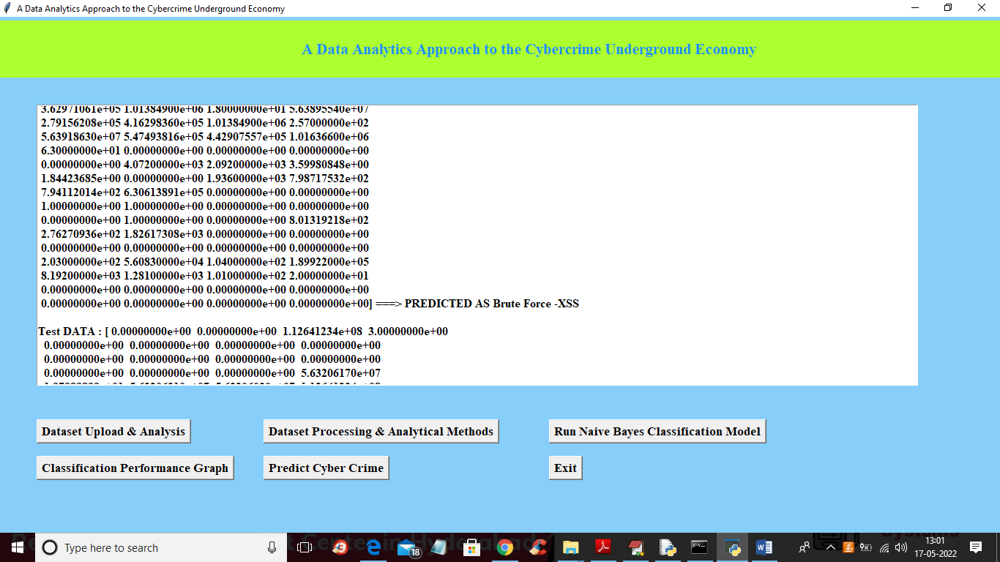 A Data Analytics Approach to the Cybercrime Underground Economy
A Data Analytics Approach to the Cybercrime Underground Economy
3.62971061e+05 1.01384900e+06 1.80000000e+01 5.63895540e+07
2.79156208e+05 4.16298360e+05 1.01384900e+06 2.57000000e+02
5.63918630e+07 5.47493816e+05 4.42907557e+05 1.01636600e+06
6.30000000e+01 0.00000000e+00 0.00000000e+00 0.00000000e+00
0.00000000e+00 4.07200000e+03 2.09200000e+03 3.59980848e+00
1.84423685e+00 0.00000000e+00 1.93600000e+03 7.98717532e+02
7.94112014e+02 6.30613891e+05 0.00000000e+00 0.00000000e+00
1.00000000e+00 1.00000000e+00 0.00000000e+00 0.00000000e+00
0.00000000e+00 1.00000000e+00 0.00000000e+00 8.01319218e+02
2.76270936e+02 1.82617308e+03 0.00000000e+00 0.00000000e+00
0.00000000e+00 0.00000000e+00 0.00000000e+00 0.00000000e+00
2.03000000e+02 5.60830000e+04 1.04000000e+02 1.89922000e+05
8.19200000e+03 1.28100000e+03 1.01000000e+02 2.00000000e+01
0.00000000e+00 0.00000000e+00 0.00000000e+00 0.00000000e+00
0.00000000e+00 0.00000000e+00 0.00000000e+00 0.00000000e+00] ===> PREDICTED AS Brute Force -XSS
Test DATA : [ 0.00000000e+00 0.00000000e+00 1.12641234e+08 3.00000000e+00
0.00000000e+00 0.00000000e+00 0.00000000e+00 0.00000000e+00
0.00000000e+00 0.00000000e+00 0.00000000e+00 0.00000000e+00
0.00000000e+00 0.00000000e+00 0.00000000e+00 5.63206170e+07
Dataset Upload & Analysis
Dataset Processing & Analytical Methods
Run Naive Bayes Classification Model
Classification Performance Graph
Predict Cyber Crime
Exit
Type here to search
18
13:01
17-05-2022